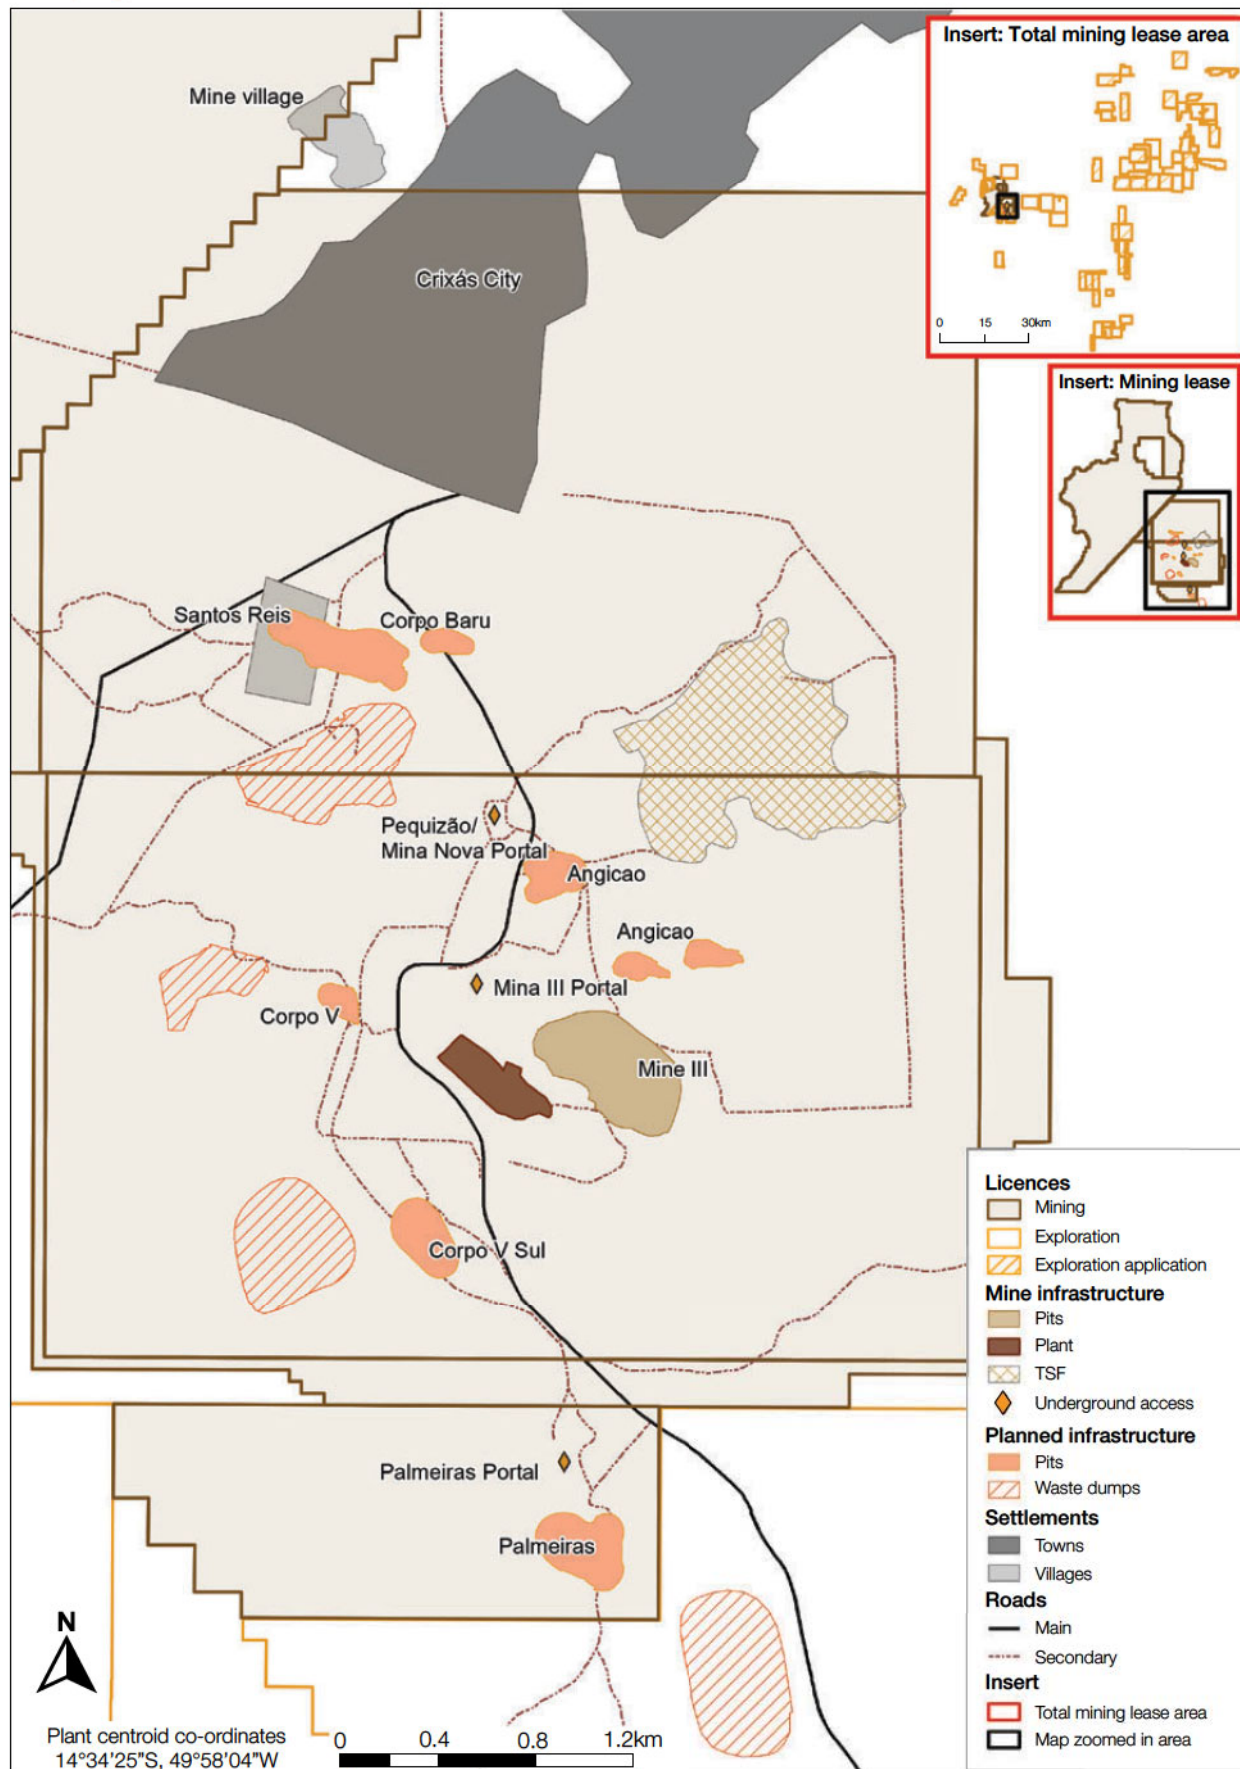 Insert: Total mining lease area
0 15 30km
Insert: Mining lease
Mine village
Crixás City
Santos Reis
Corpo Baru
Pequizão/
Mina Nova Portal
Angicao
Angicao
Mina III Portal
Corpo V
Mine III
Corpo V Sul
Palmeiras Portal
Palmeiras
Licences
Mining
Exploration
Exploration application
Mine infrastructure
Pits
Plant
TSF
Underground access
Planned infrastructure
Pits
Waste dumps
Settlements
Towns
Villages
Roads
Main
Secondary
Insert
Total mining lease area
Map zoomed in area
N
Plant centroid co-ordinates
14°34'25"S, 49°58'04"W
0 0.4 0.8 1.2km